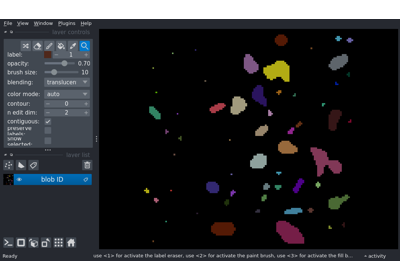 File View Window Plugins Help
layer controls
label: 1
opacity: 0.70
brush size: 10
blending: translucen
color mode: auto
contour: 0
n edit dim: 2
contiguous:
preserve labels:
show selected:
layer list
blob ID
Ready use <1> for activate the label eraser, use <2> for activate the paint brush, use <3> for activate the fill b... activity